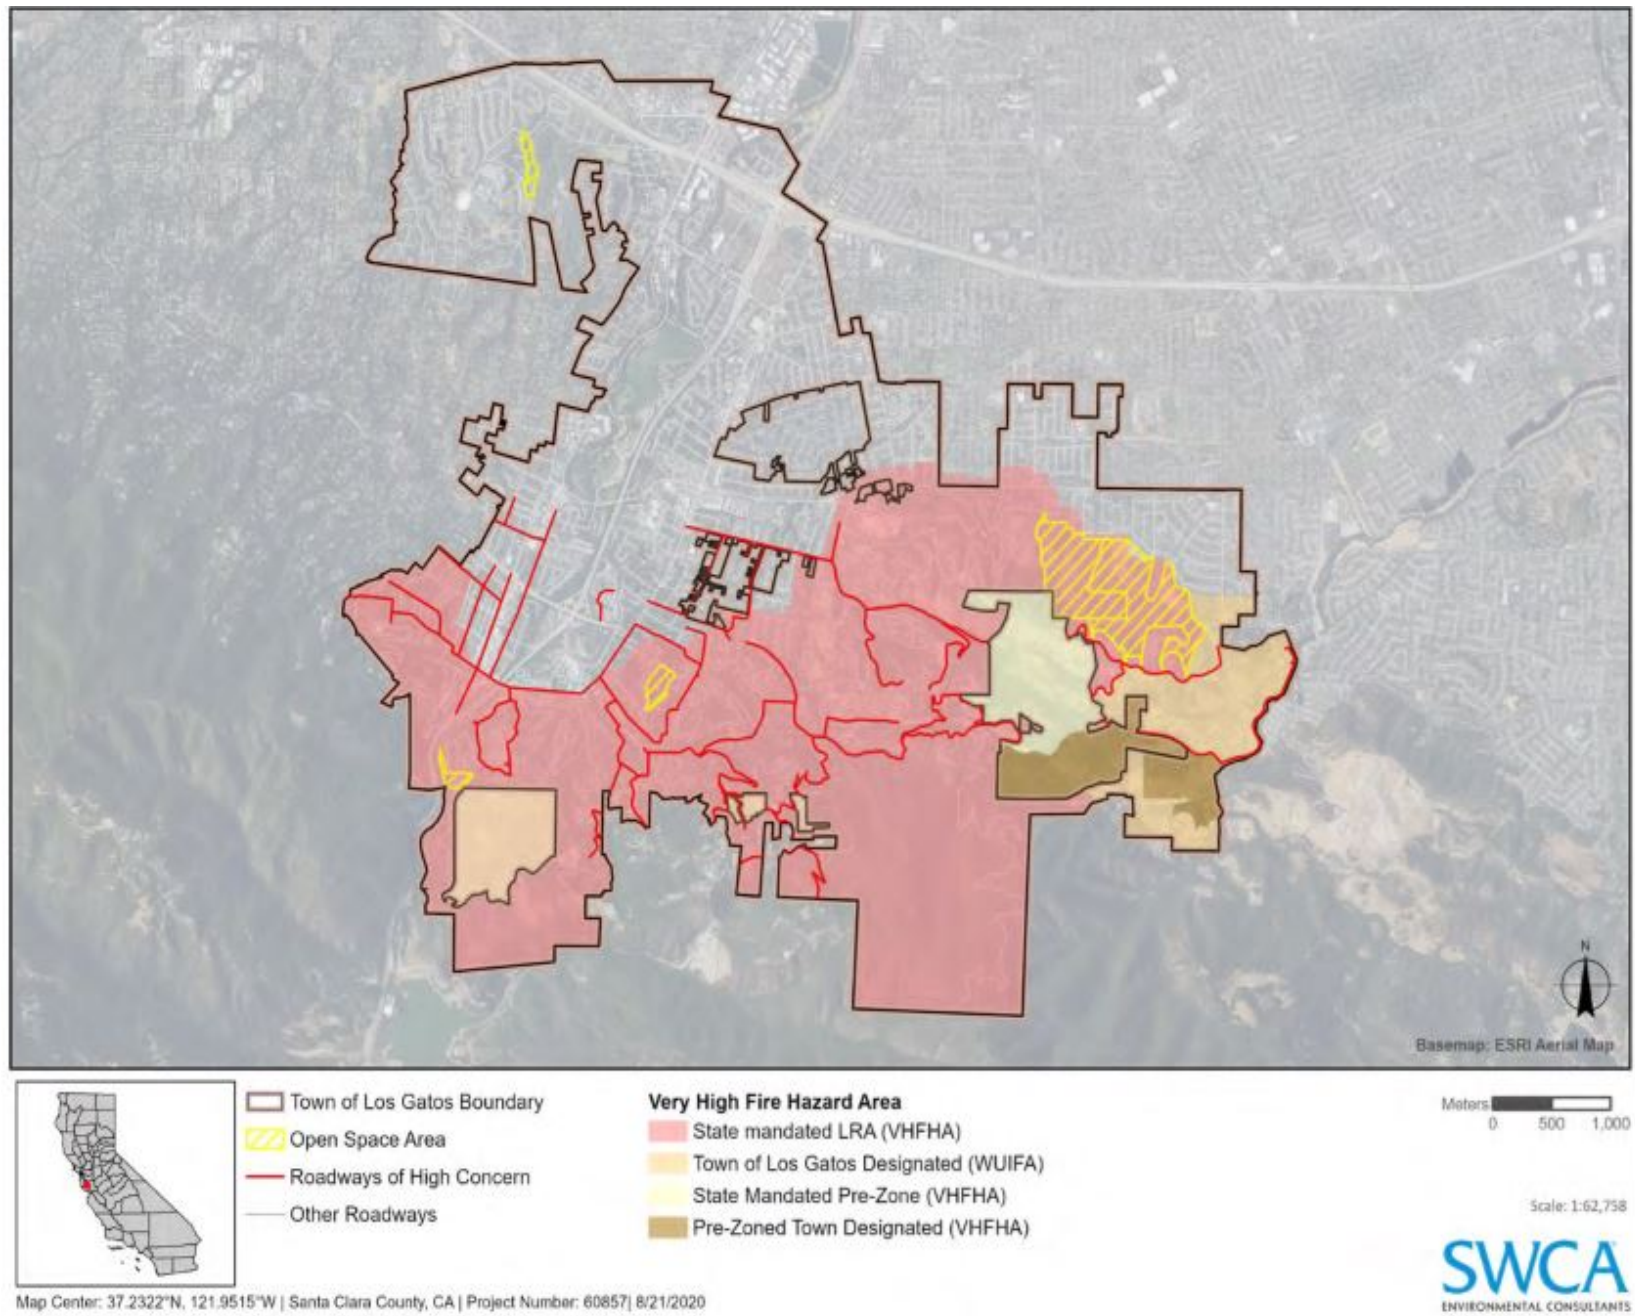 N
Basemap: ESRI Aerial Map
Town of Los Gatos Boundary
Open Space Area
Roadways of High Concern
Other Roadways
Very High Fire Hazard Area
State mandated LRA (VHFHA)
Town of Los Gatos Designated (WUIFA)
State Mandated Pre-Zone (VHFHA)
Pre-Zoned Town Designated (VHFHA)
Meters
0 500 1,000
Scale: 1:62,758
SWCA
ENVIRONMENTAL CONSULTANTS
Map Center: 37.2322°N, 121.9515°W | Santa Clara County, CA | Project Number: 60857| 8/21/2020